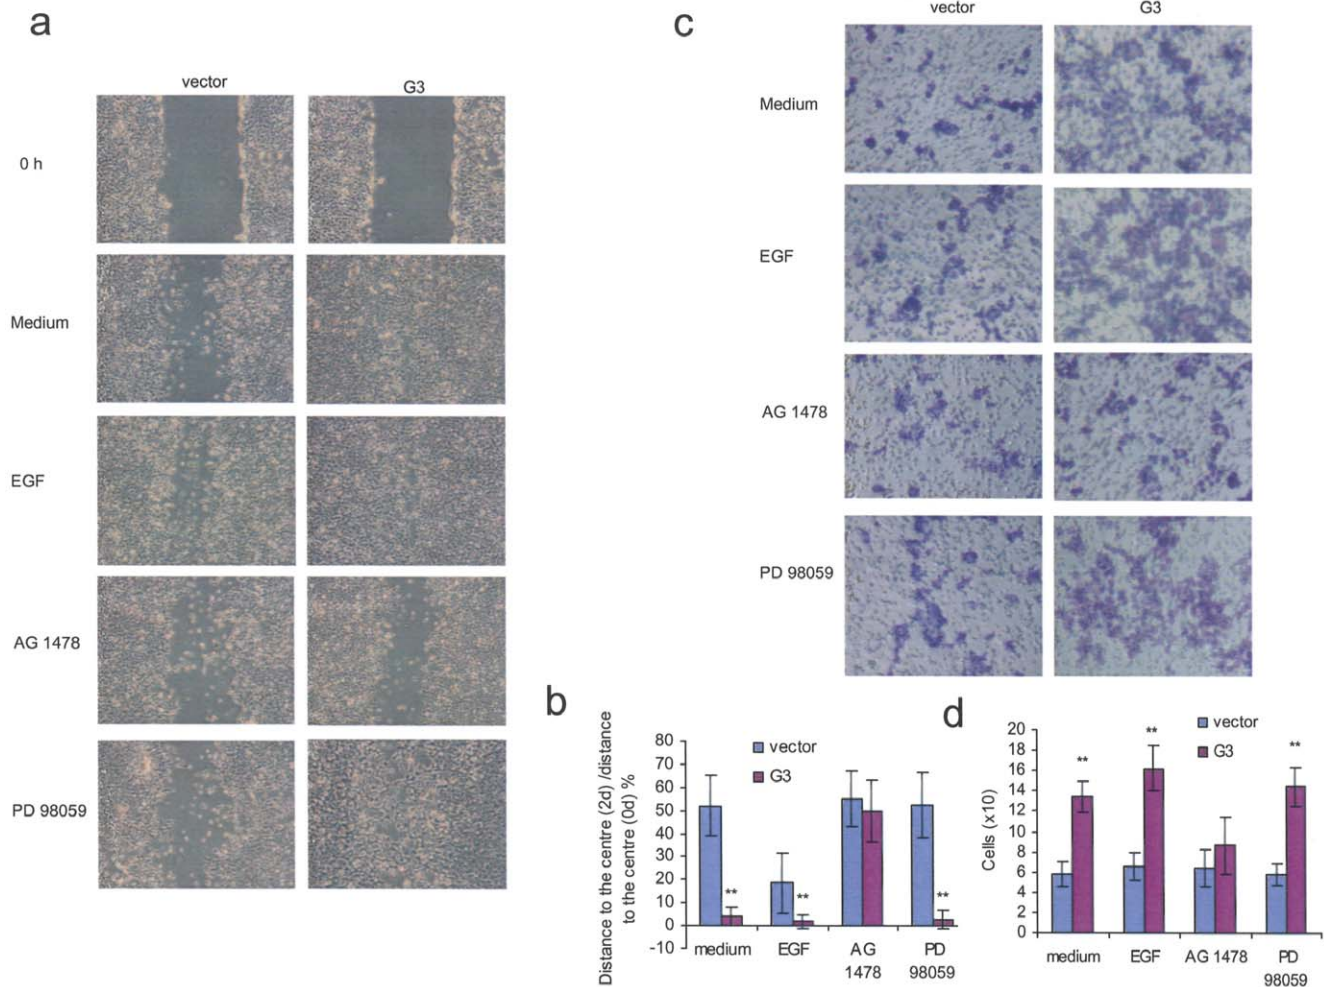 a
vector
G3
0 h
Medium
EGF
AG 1478
PD 98059
c
vector
G3
Medium
EGF
AG 1478
PD 98059
b
Distance to the centre (2d) /distance
to the centre (0d) %
80
70
60
50
40
30
20
10
0
-10
vector
G3
**
**
**
medium
EGF
AG
1478
PD
98059
d
Cells (x10)
20
18
16
14
12
10
8
6
4
2
0
vector
G3
**
**
**
medium
EGF
AG 1478
PD
98059